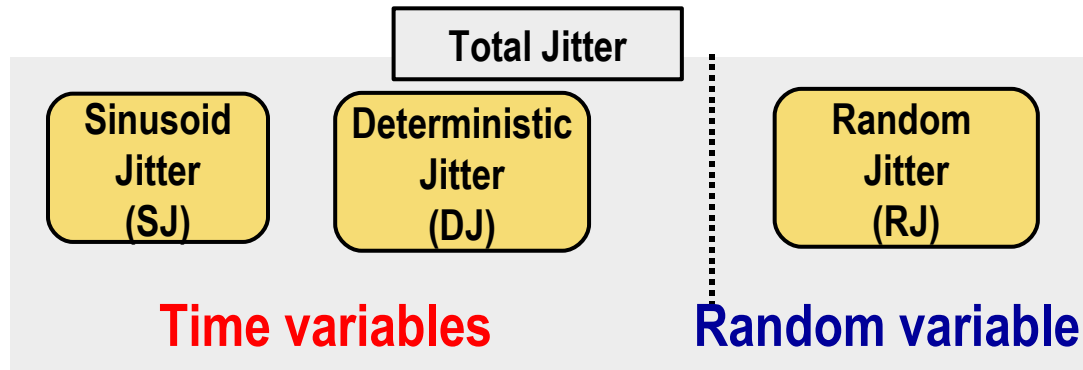 Total Jitter
Sinusoid
Jitter
(SJ)
Deterministic
Jitter
(DJ)
Random
Jitter
(RJ)
Time variables
Random variable